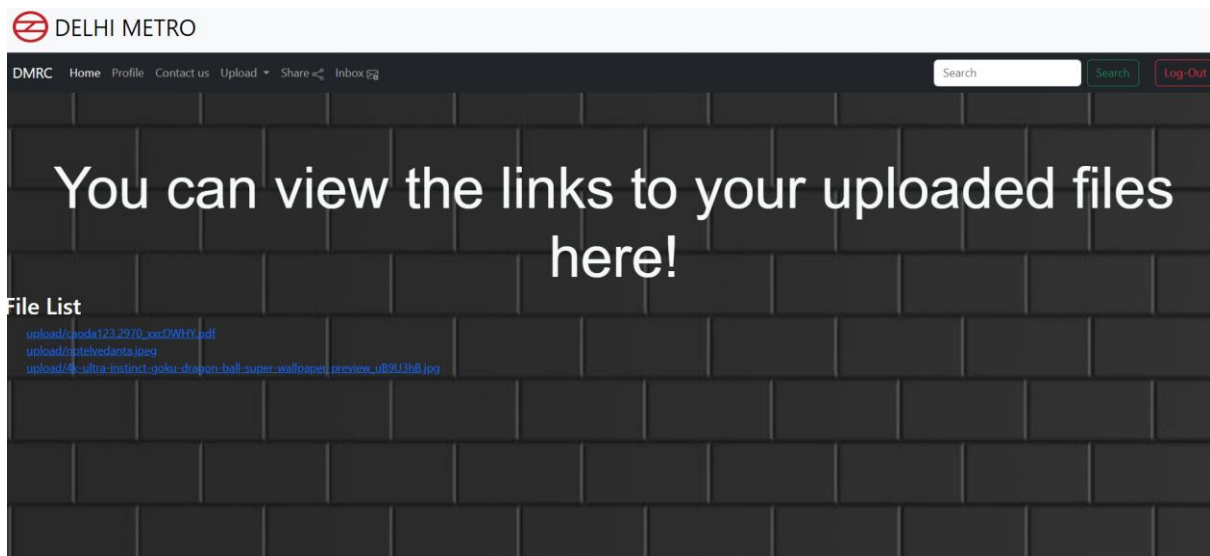 DELHI METRO
DMRC Home Profile Contact us Upload Share Inbox Search Search Log-Out
You can view the links to your uploaded files
here!
File List
upload/caoda123.2970_xxcDWHY.pdf
upload/nptelvedanta.jpeg
upload/4k-ultra-instinct-goku-dragon-ball-super-wallpaper-preview_uB9U3hB.jpg